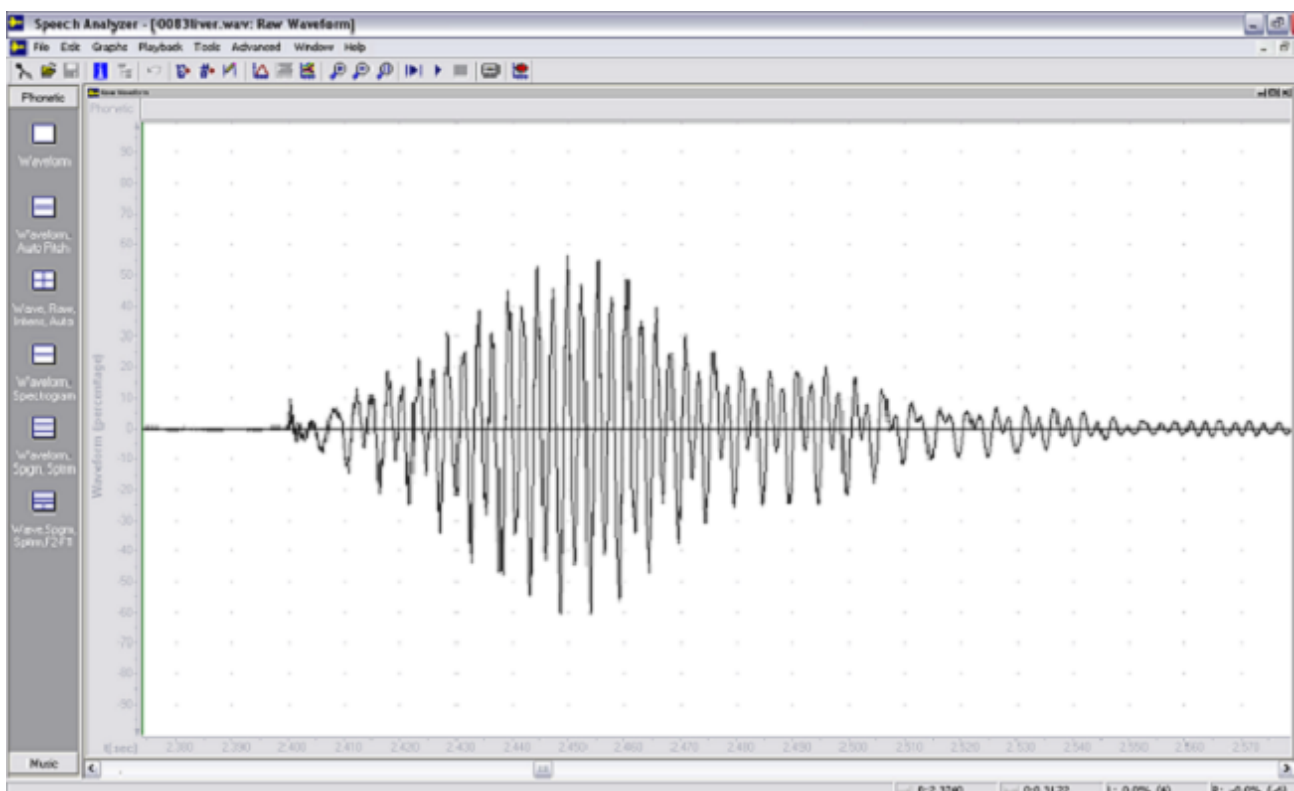 Speech Analyzer - [0083liver.wav: Raw Waveform]
File Edit Graphs Playback Tools Advanced Window Help
Phonetic
Waveform
Waveform, Auto Pitch
Wave, Raw, Intens, Auto
Waveform, Spectrogram
Waveform, Spgm, Sptrm
Wave, Spgm, Sptrm, F2-F1
Music
Raw Waveform
Phonetic
Waveform (percentage)
90
80
70
60
50
40
30
20
10
0
-10
-20
-30
-40
-50
-60
-70
-80
-90
t(sec) 2.380 2.390 2.400 2.410 2.420 2.430 2.440 2.450 2.460 2.470 2.480 2.490 2.500 2.510 2.520 2.530 2.540 2.550 2.560 2.570